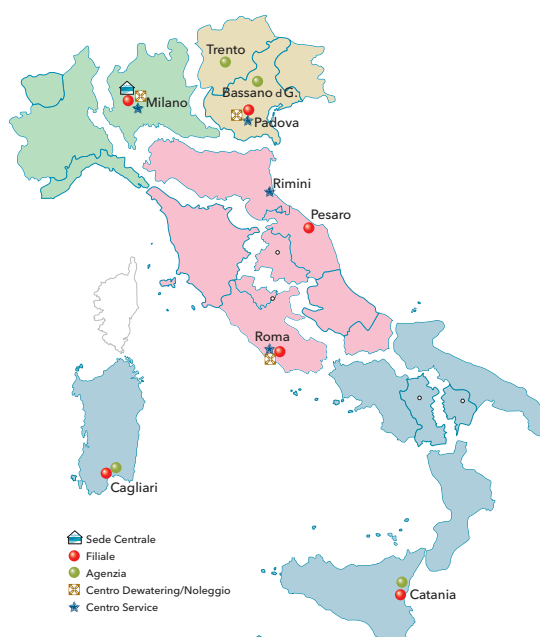 Trento
Bassano d G.
Milano
Padova
Rimini
Pesaro
Roma
Cagliari
Catania
Sede Centrale
Filiale
Agenzia
Centro Dewatering/Noleggio
Centro Service